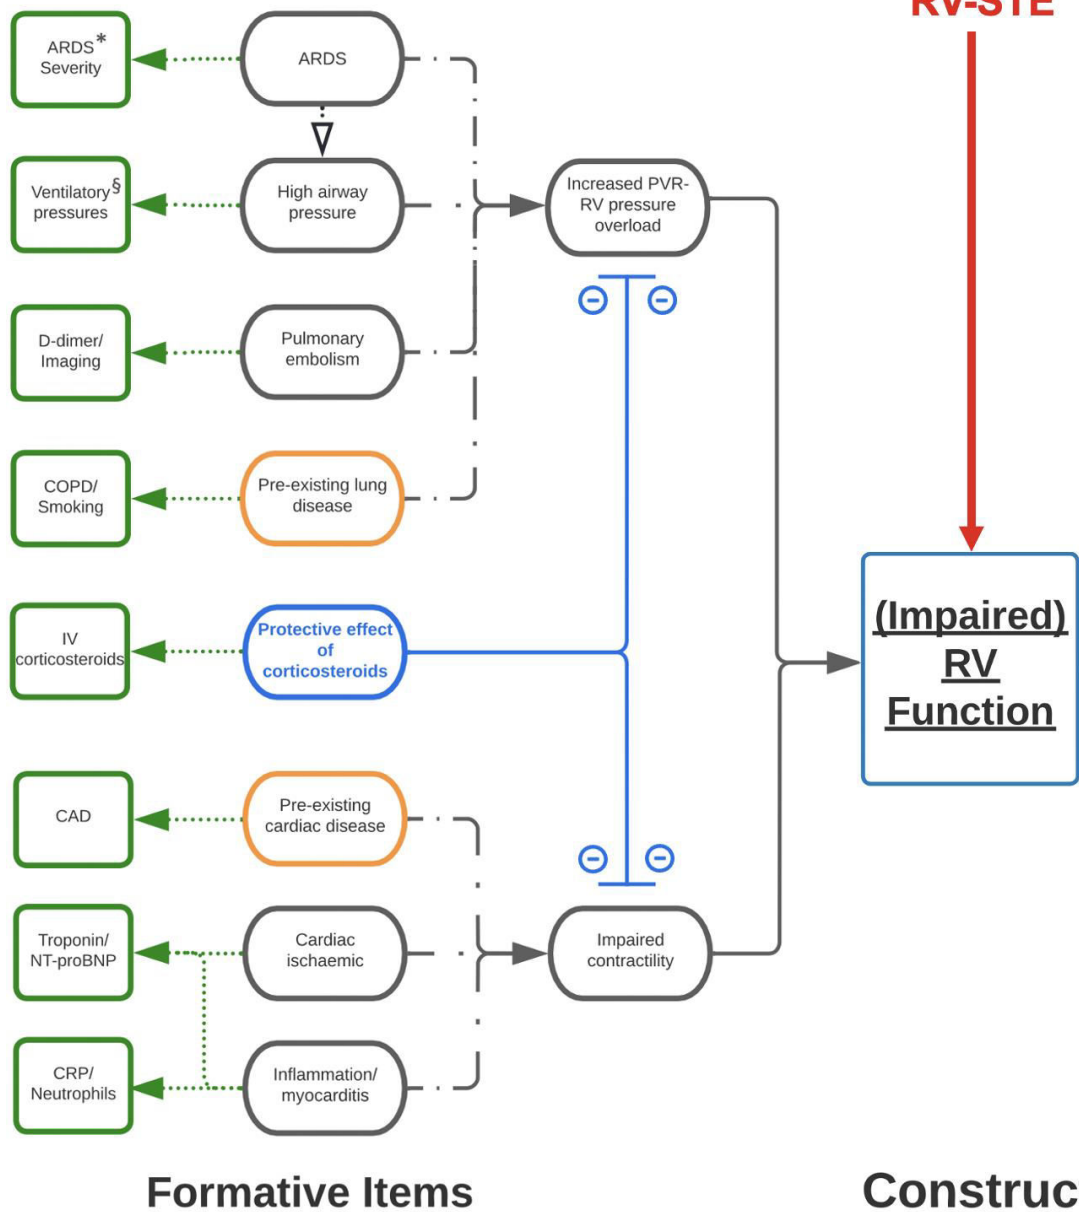 RV-STE
ARDS*
Severity
ARDS
Ventilatory§
pressures
High airway
pressure
Increased PVR-
RV pressure
overload
D-dimer/
Imaging
Pulmonary
embolism
COPD/
Smoking
Pre-existing lung
disease
IV
corticosteroids
Protective effect
of
corticosteroids
(Impaired)
RV
Function
CAD
Pre-existing
cardiac disease
Troponin/
NT-proBNP
Cardiac
ischaemic
Impaired
contractility
CRP/
Neutrophils
Inflammation/
myocarditis
Formative Items
Construc